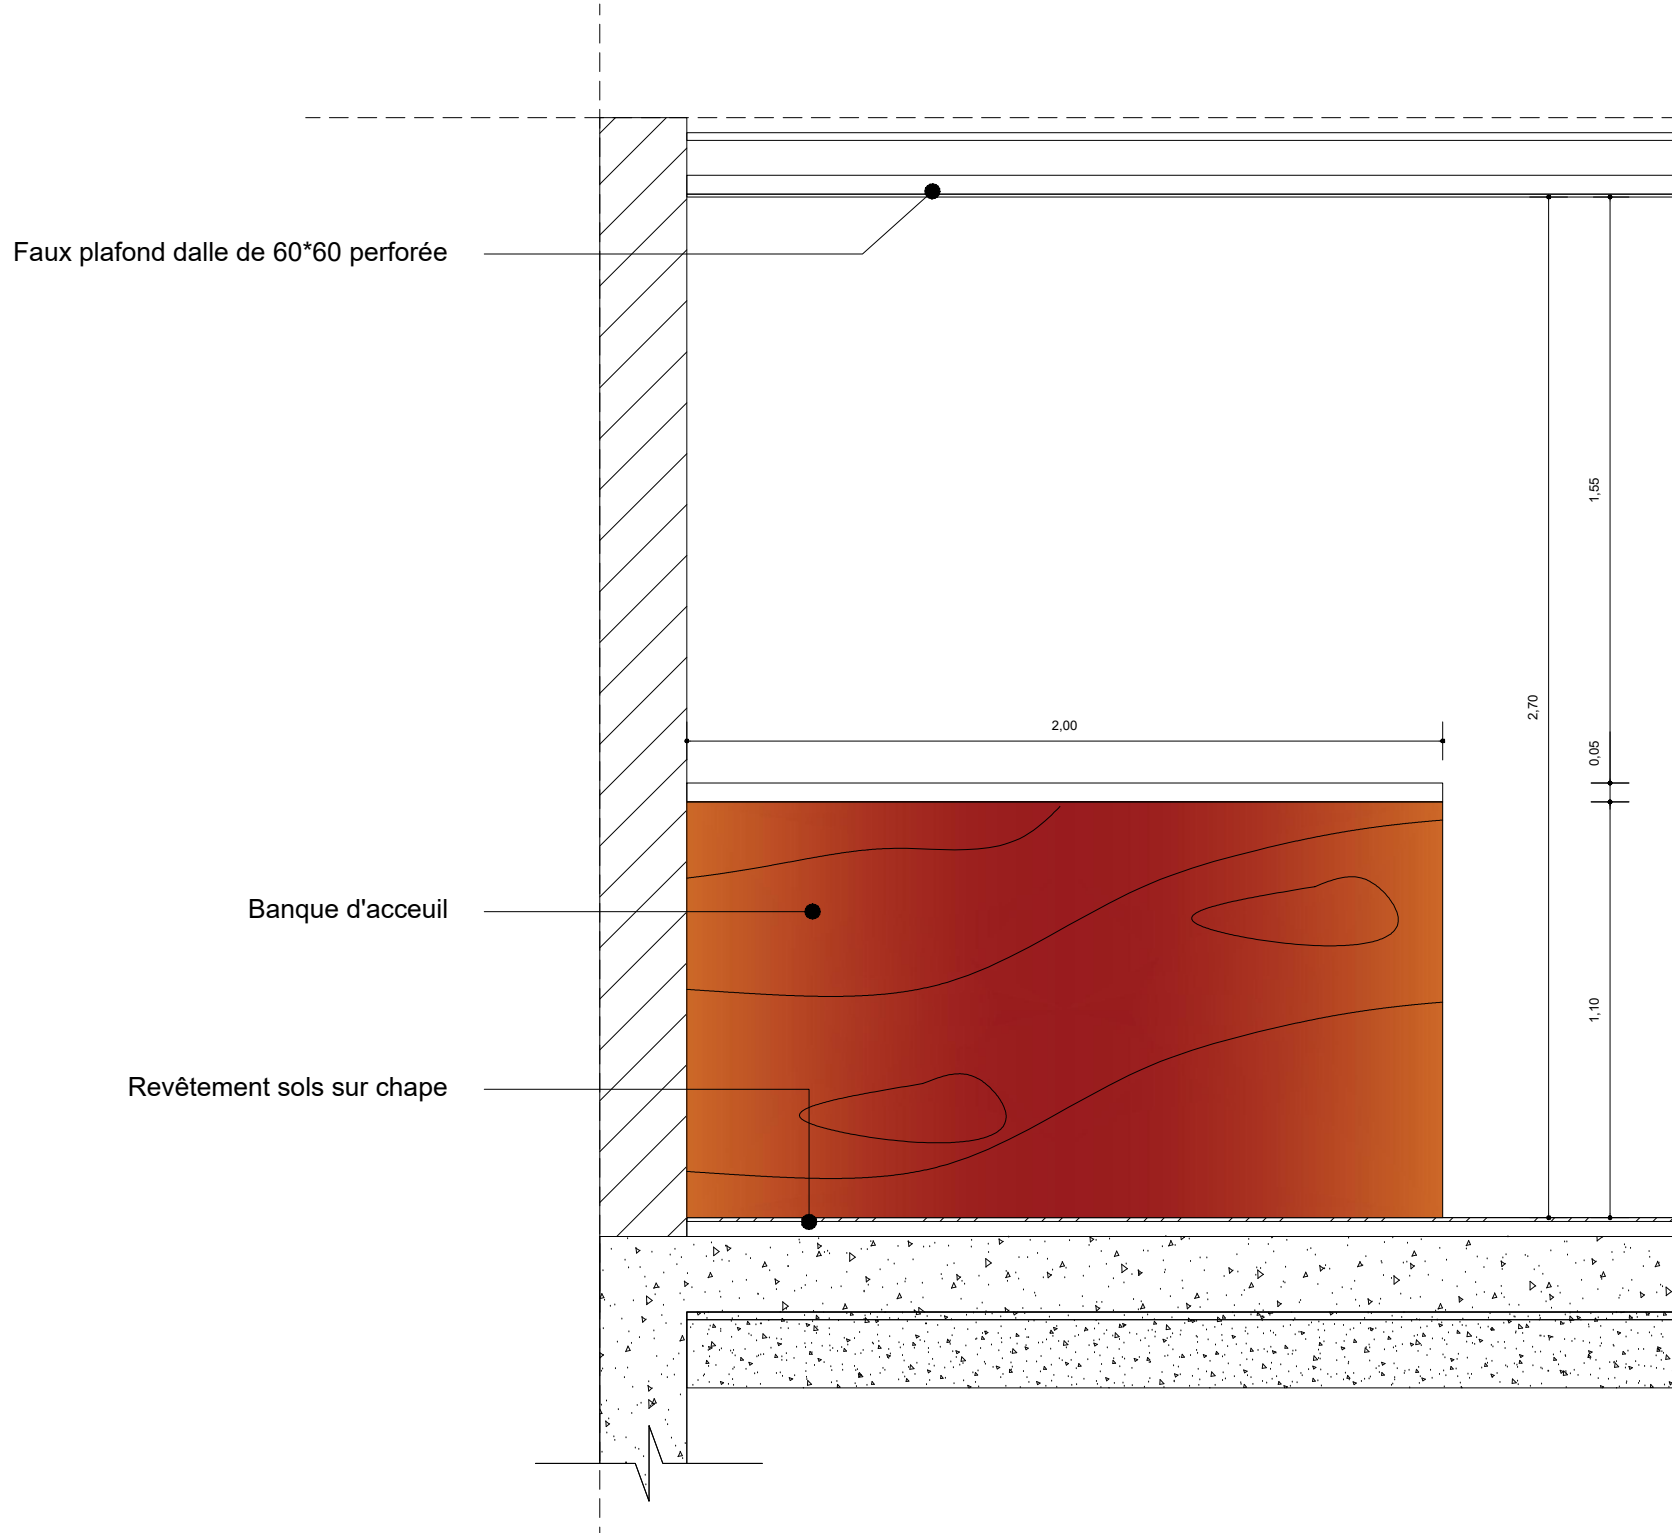 Faux plafond dalle de 60*60 perforée
1,55
2,70
2,00
0,05
Banque d'acceuil
1,10
Revêtement sols sur chape